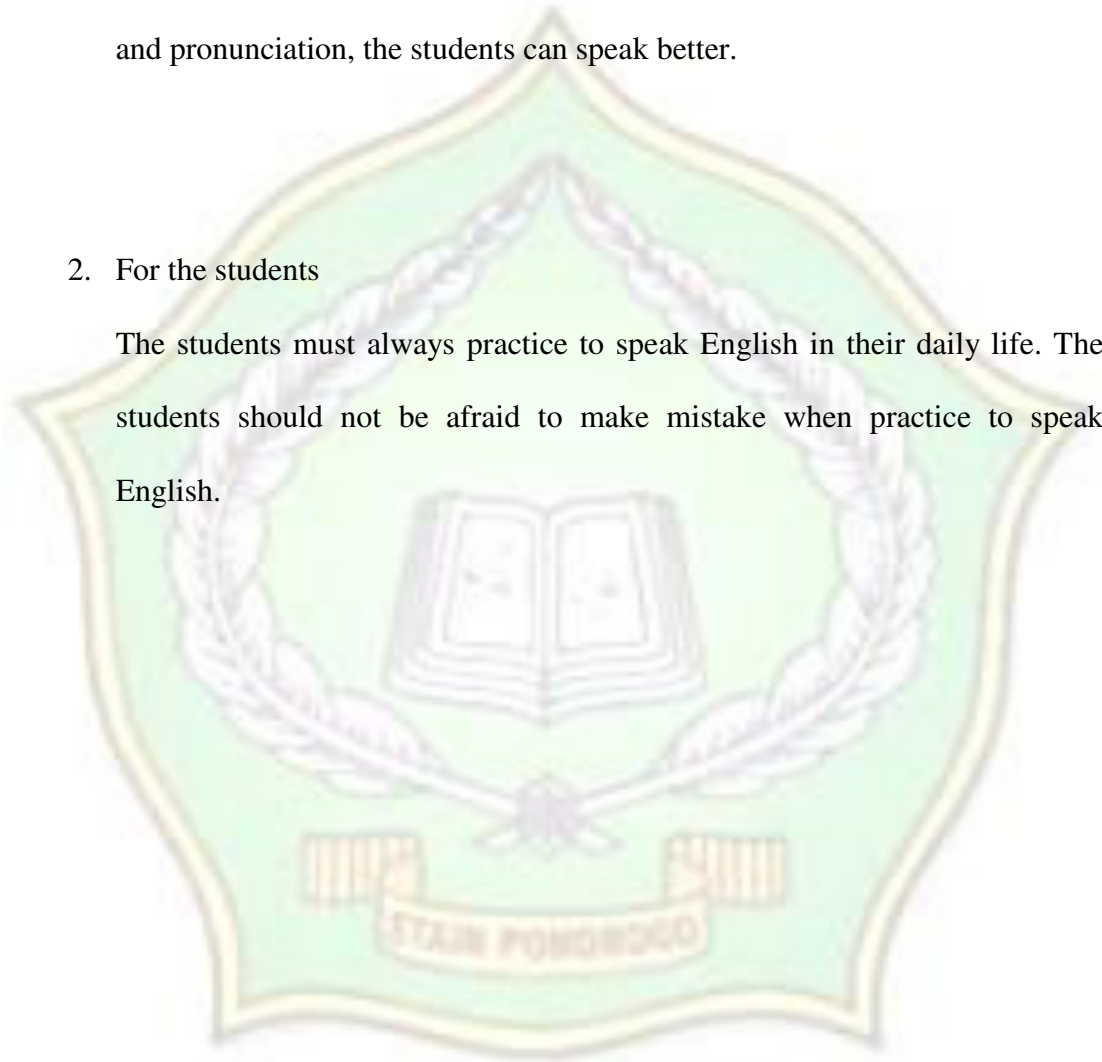 and pronunciation, the students can speak better.
2. For the students
The students must always practice to speak English in their daily life. The
students should not be afraid to make mistake when practice to speak
English.
STAIN PONOROGO